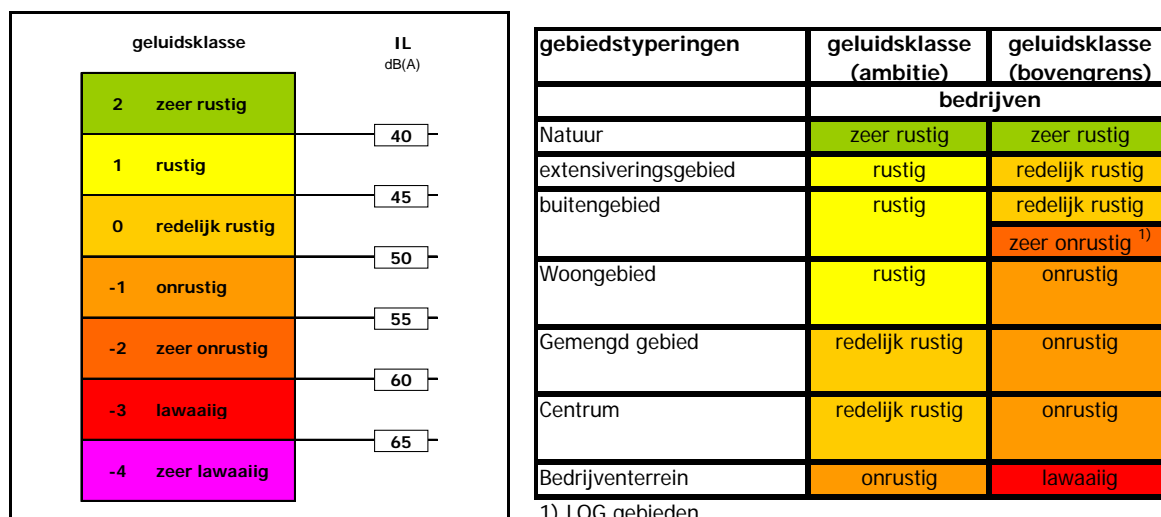 geluidsklasse IL
dB(A)
2 zeer rustig
40
1 rustig
45
0 redelijk rustig
50
-1 onrustig
55
-2 zeer onrustig
60
-3 lawaaiig
65
-4 zeer lawaaiig
gebiedstyperingen geluidsklasse geluidsklasse
(ambitie) (bovengrens)
bedrijven
Natuur zeer rustig zeer rustig
extensiveringsgebied rustig redelijk rustig
buitengebied rustig redelijk rustig
zeer onrustig 1)
Woongebied rustig onrustig
Gemengd gebied redelijk rustig onrustig
Centrum redelijk rustig onrustig
Bedrijventerrein onrustig lawaaiig
1) LOG gebieden